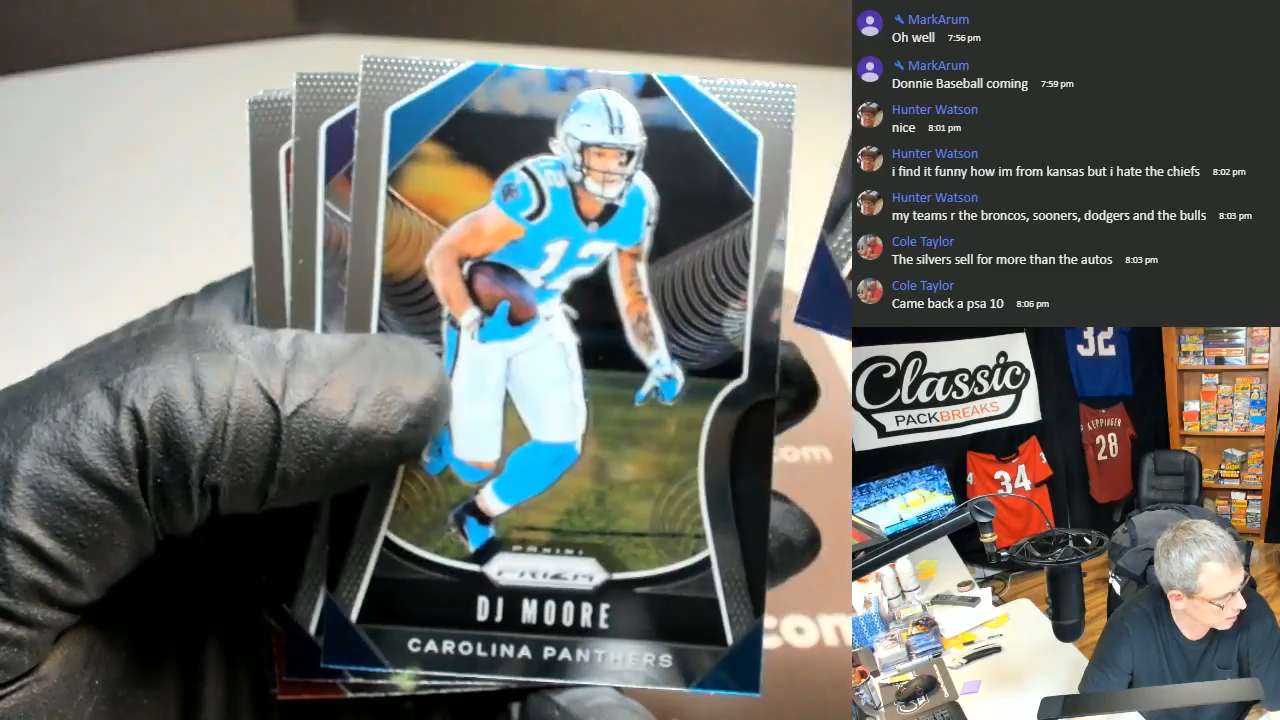 12
12
PANINI
PRIZM
DJ MOORE
CAROLINA PANTHERS
.com
.com
MarkArum
Oh well 7:56 pm
MarkArum
Donnie Baseball coming 7:59 pm
Hunter Watson
nice 8:01 pm
Hunter Watson
i find it funny how im from kansas but i hate the chiefs 8:02 pm
Hunter Watson
my teams r the broncos, sooners, dodgers and the bulls 8:03 pm
Cole Taylor
The silvers sell for more than the autos 8:03 pm
Cole Taylor
Came back a psa 10 8:06 pm
Classic
PACKBREAKS
32
KEPPINGER
28
34